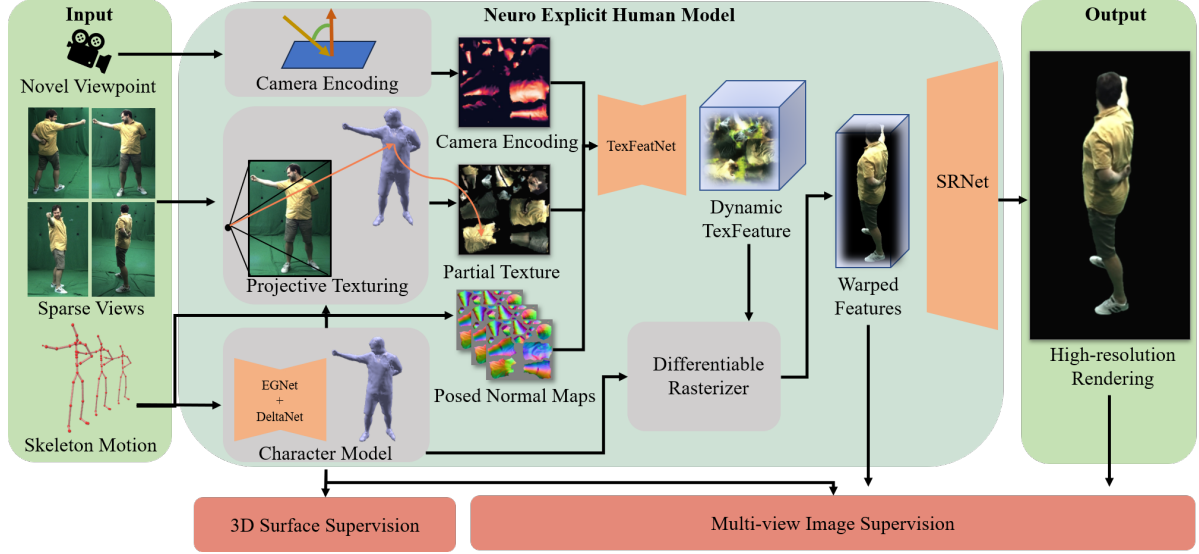 Input
Neuro Explicit Human Model
Output
Novel Viewpoint
Camera Encoding
Camera Encoding
TexFeatNet
SRNet
Sparse Views
Projective Texturing
Partial Texture
Dynamic
TexFeature
Warped
Features
High-resolution
Rendering
Skeleton Motion
EGNet
+
DeltaNet
Character Model
Posed Normal Maps
Differentiable
Rasterizer
3D Surface Supervision
Multi-view Image Supervision